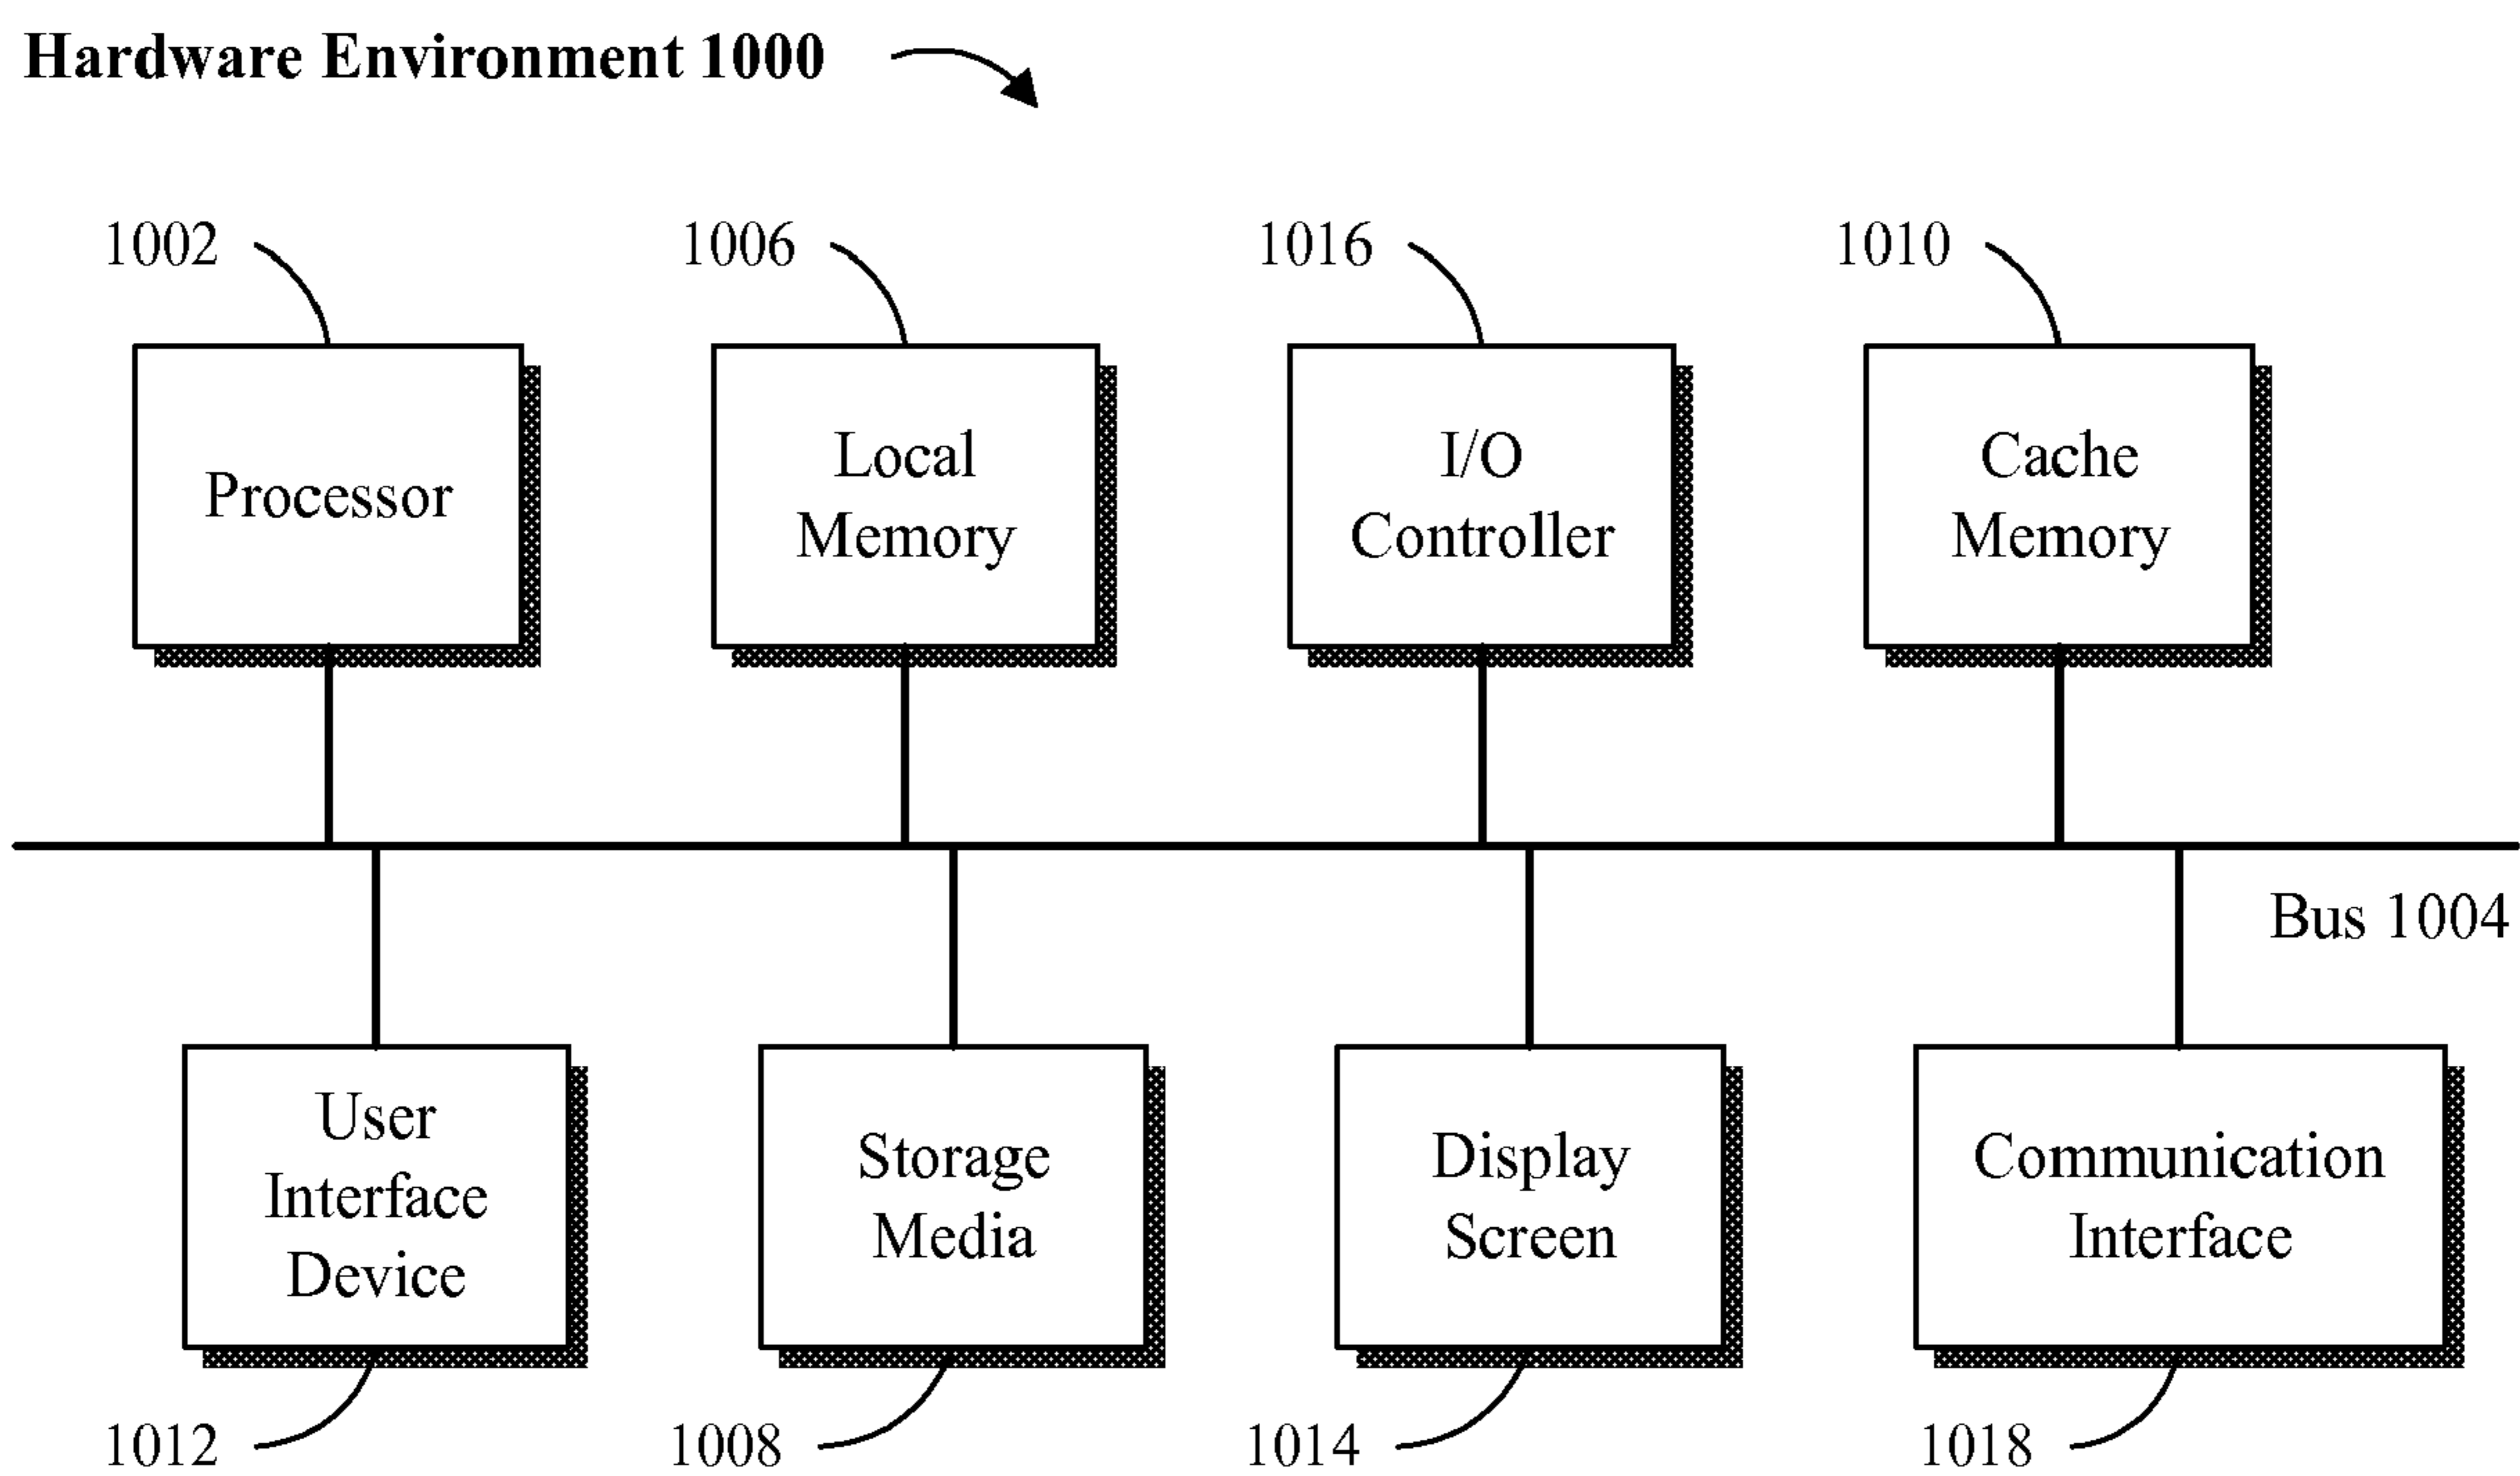 Hardware Environment 1000
1002
1006
1016
1010
Processor
Local
Memory
I/O
Controller
Cache
Memory
Bus 1004
User
Interface
Device
Storage
Media
Display
Screen
Communication
Interface
1012
1008
1014
1018